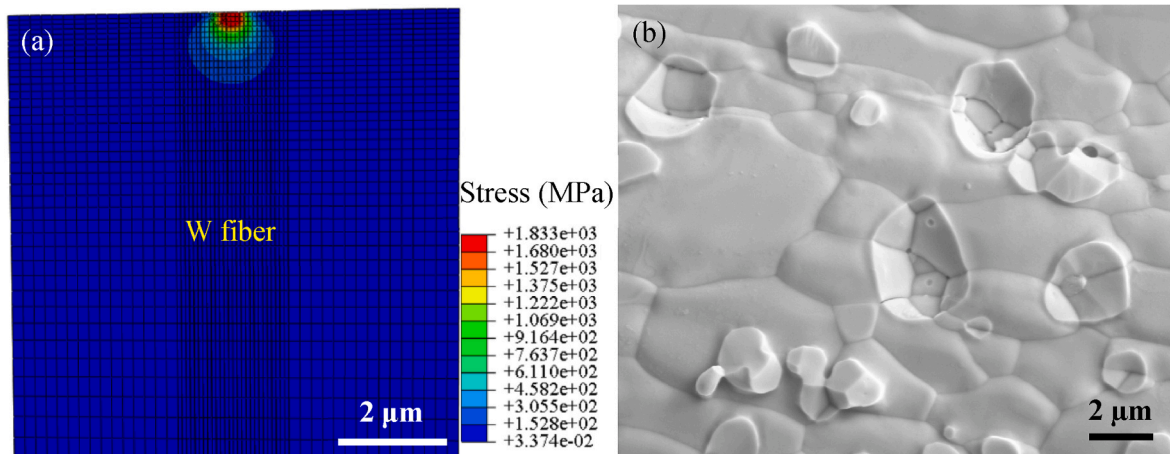 (a)
W fiber
2 µm
Stress (MPa)
+1.833e+03
+1.680e+03
+1.527e+03
+1.375e+03
+1.222e+03
+1.069e+03
+9.164e+02
+7.637e+02
+6.110e+02
+4.582e+02
+3.055e+02
+1.528e+02
+3.374e-02
(b)
2 µm